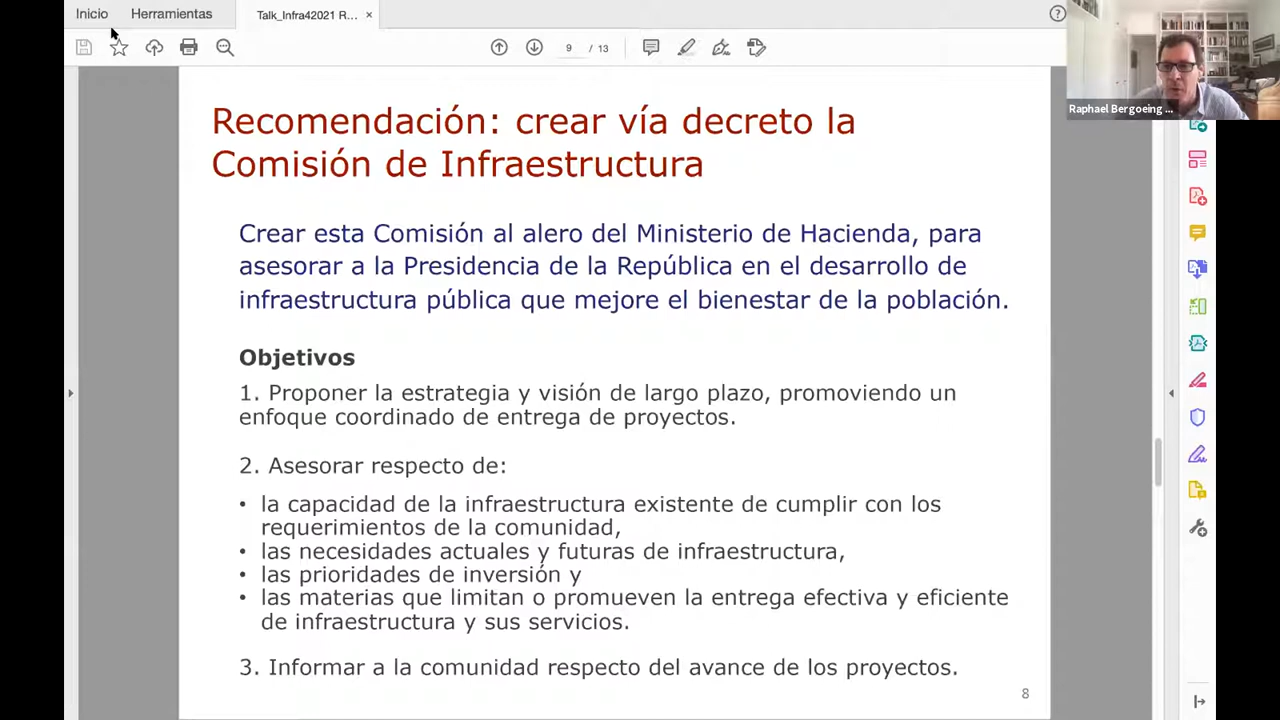 Inicio
Herramientas
Talk_Infra42021 R... ×
9 / 13
Raphael Bergoeing ...
Recomendación: crear vía decreto la
Comisión de Infraestructura
Crear esta Comisión al alero del Ministerio de Hacienda, para
asesorar a la Presidencia de la República en el desarrollo de
infraestructura pública que mejore el bienestar de la población.
Objetivos
1. Proponer la estrategia y visión de largo plazo, promoviendo un
enfoque coordinado de entrega de proyectos.
2. Asesorar respecto de:
• la capacidad de la infraestructura existente de cumplir con los
requerimientos de la comunidad,
• las necesidades actuales y futuras de infraestructura,
• las prioridades de inversión y
• las materias que limitan o promueven la entrega efectiva y eficiente
de infraestructura y sus servicios.
3. Informar a la comunidad respecto del avance de los proyectos.
8